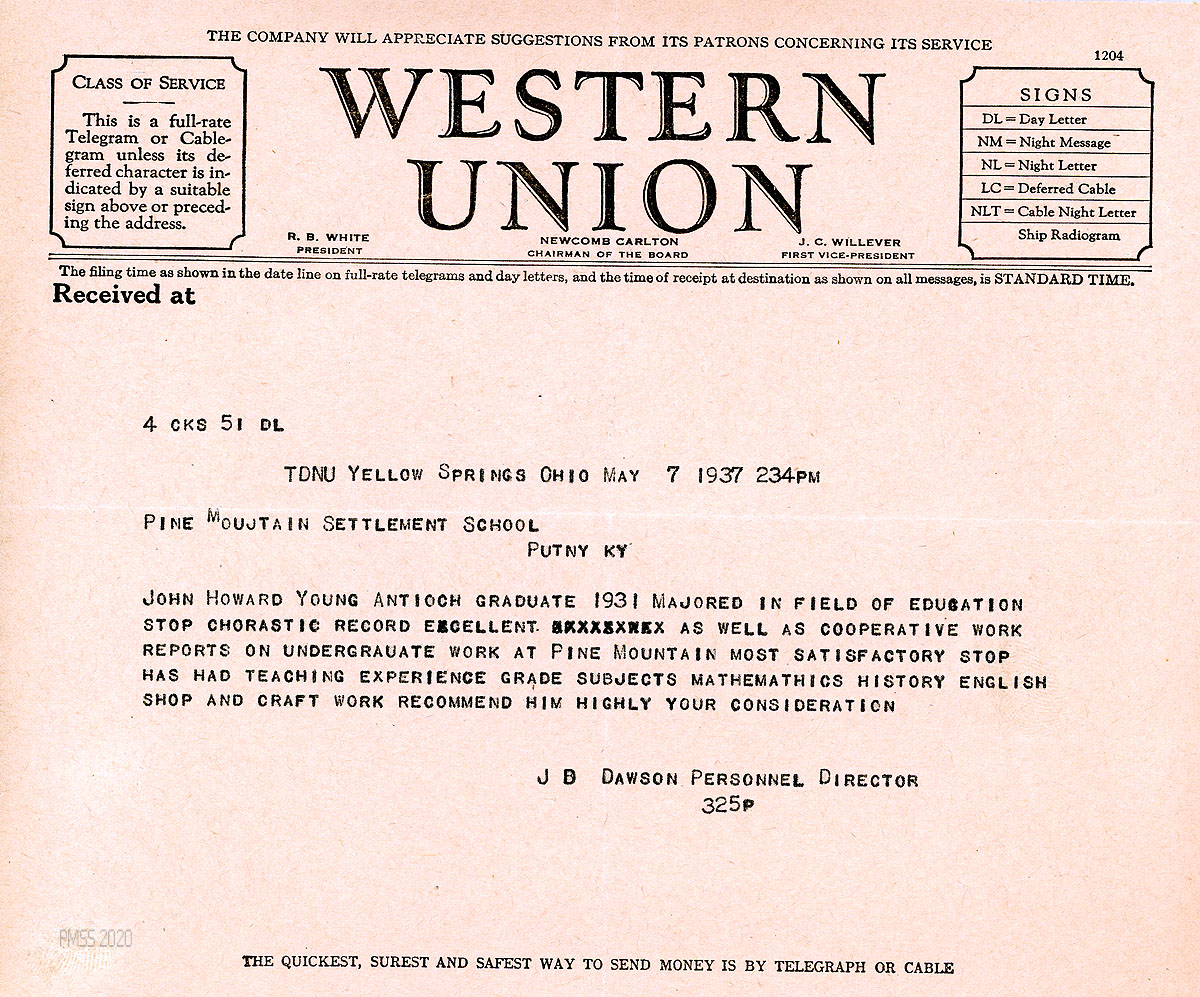 THE COMPANY WILL APPRECIATE SUGGESTIONS FROM ITS PATRONS CONCERNING ITS SERVICE
1204
CLASS OF SERVICE
This is a full-rate
Telegram or Cable-
gram unless its de-
ferred character is in-
dicated by a suitable
sign above or preced-
ing the address.
WESTERN
UNION
R. B. WHITE
PRESIDENT
NEWCOMB CARLTON
CHAIRMAN OF THE BOARD
J. C. WILLEVER
FIRST VICE-PRESIDENT
SIGNS
DL = Day Letter
NM = Night Message
NL = Night Letter
LC = Deferred Cable
NLT = Cable Night Letter
Ship Radiogram
The filing time as shown in the date line on full-rate telegrams and day letters, and the time of receipt at destination as shown on all messages, is STANDARD TIME.
Received at
4 CKS 51 DL
TDNU YELLOW SPRINGS OHIO MAY 7 1937 234PM
PINE MOUJTAIN SETTLEMENT SCHOOL
PUTNY KY
JOHN HOWARD YOUNG ANTIOCH GRADUATE 1931 MAJORED IN FIELD OF EDUCATION
STOP CHORASTIC RECORD EXCELLENT AS WELL AS COOPERATIVE WORK
REPORTS ON UNDERGRAUATE WORK AT PINE MOUNTAIN MOST SATISFACTORY STOP
HAS HAD TEACHING EXPERIENCE GRADE SUBJECTS MATHEMATHICS HISTORY ENGLISH
SHOP AND CRAFT WORK RECOMMEND HIM HIGHLY YOUR CONSIDERATION
J B DAWSON PERSONNEL DIRECTOR
325P
PMSS 2020
THE QUICKEST, SUREST AND SAFEST WAY TO SEND MONEY IS BY TELEGRAPH OR CABLE